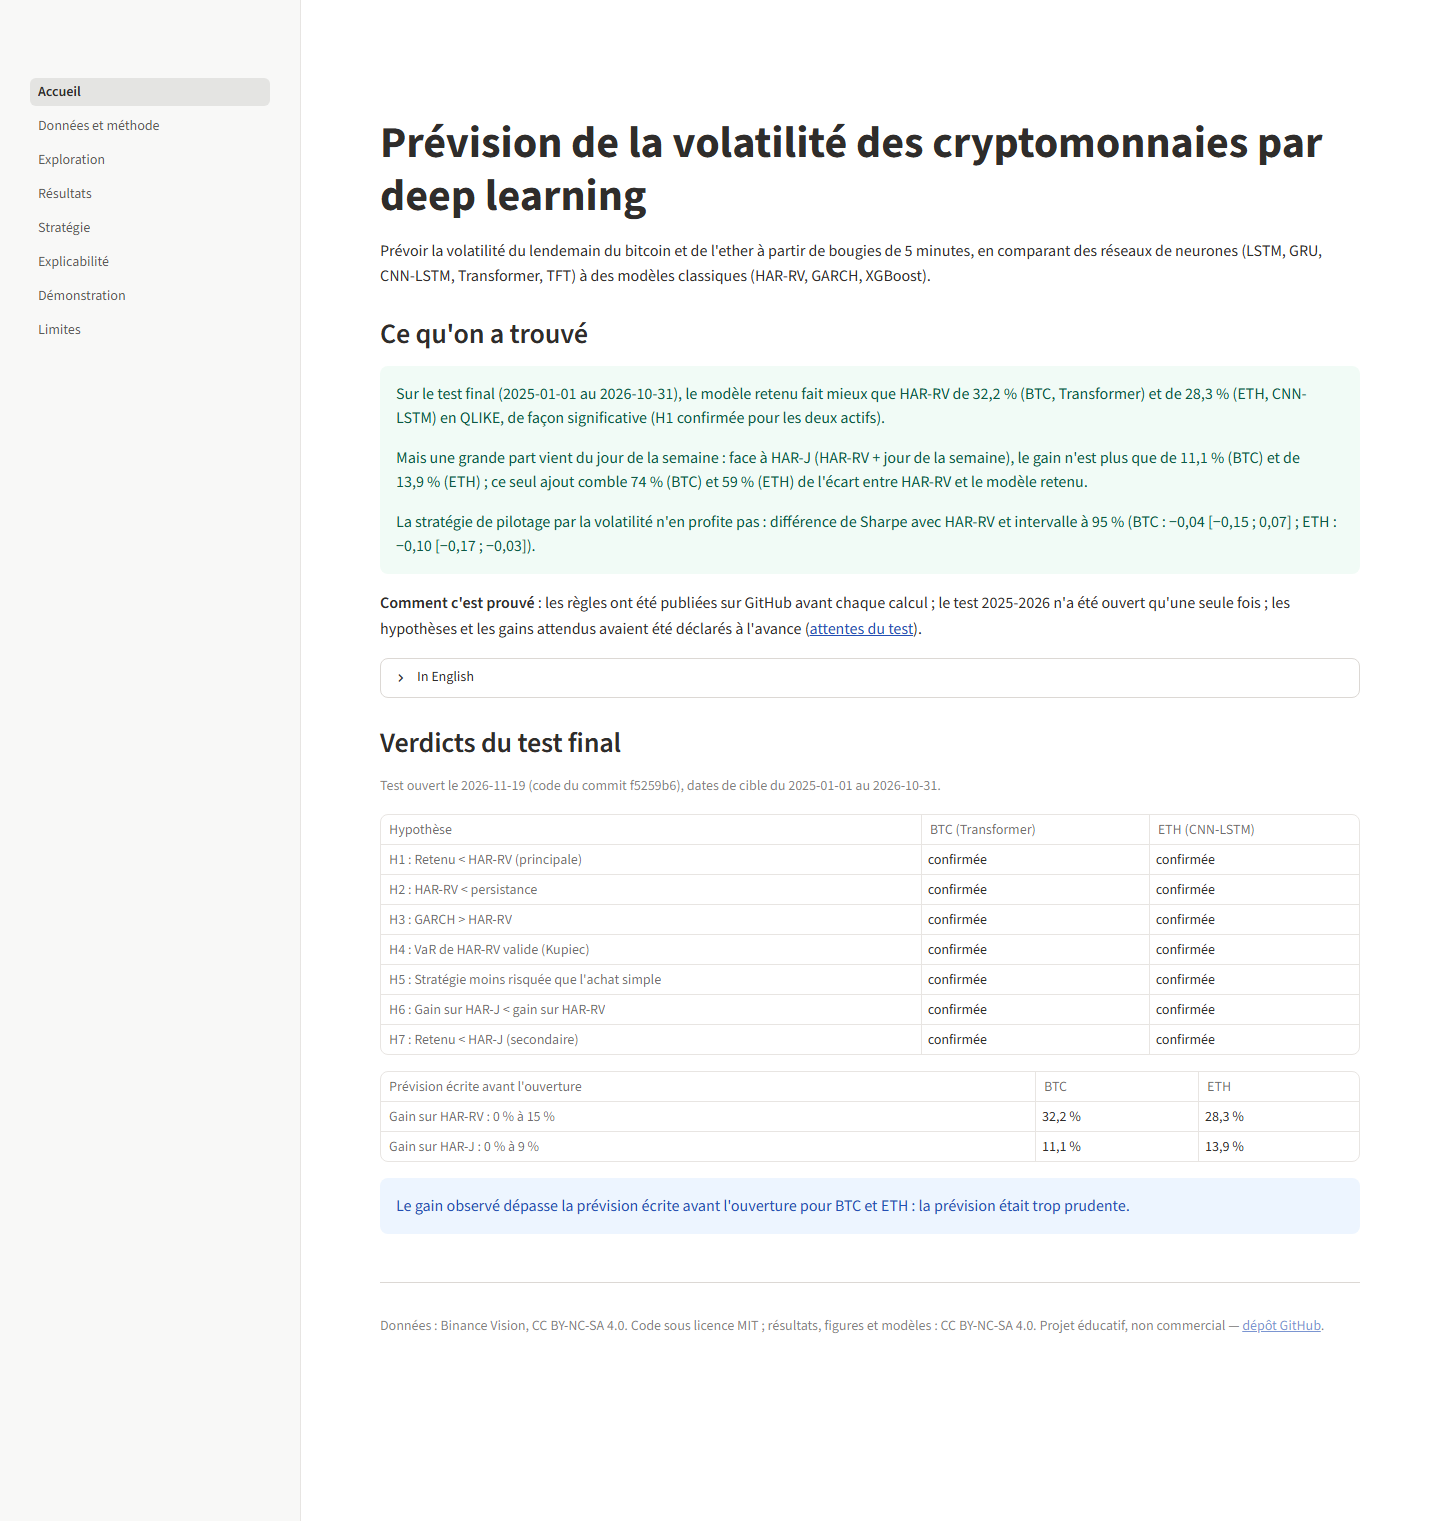 Accueil
Données et méthode
Exploration
Résultats
Stratégie
Explicabilité
Démonstration
Limites
Prévision de la volatilité des cryptomonnaies par
deep learning
Prévoir la volatilité du lendemain du bitcoin et de l'ether à partir de bougies de 5 minutes, en comparant des réseaux de neurones (LSTM, GRU,
CNN-LSTM, Transformer, TFT) à des modèles classiques (HAR-RV, GARCH, XGBoost).
Ce qu'on a trouvé
Sur le test final (2025-01-01 au 2026-10-31), le modèle retenu fait mieux que HAR-RV de 32,2 % (BTC, Transformer) et de 28,3 % (ETH, CNN-
LSTM) en QLIKE, de façon significative (H1 confirmée pour les deux actifs).
Mais une grande part vient du jour de la semaine : face à HAR-J (HAR-RV + jour de la semaine), le gain n'est plus que de 11,1 % (BTC) et de
13,9 % (ETH) ; ce seul ajout comble 74 % (BTC) et 59 % (ETH) de l'écart entre HAR-RV et le modèle retenu.
La stratégie de pilotage par la volatilité n'en profite pas : différence de Sharpe avec HAR-RV et intervalle à 95 % (BTC : −0,04 [−0,15 ; 0,07] ; ETH :
−0,10 [−0,17 ; −0,03]).
Comment c'est prouvé : les règles ont été publiées sur GitHub avant chaque calcul ; le test 2025-2026 n'a été ouvert qu'une seule fois ; les
hypothèses et les gains attendus avaient été déclarés à l'avance (attentes du test).
In English
Verdicts du test final
Test ouvert le 2026-11-19 (code du commit f5259b6), dates de cible du 2025-01-01 au 2026-10-31.
Hypothèse BTC (Transformer) ETH (CNN-LSTM)
H1 : Retenu < HAR-RV (principale) confirmée confirmée
H2 : HAR-RV < persistance confirmée confirmée
H3 : GARCH > HAR-RV confirmée confirmée
H4 : VaR de HAR-RV valide (Kupiec) confirmée confirmée
H5 : Stratégie moins risquée que l'achat simple confirmée confirmée
H6 : Gain sur HAR-J < gain sur HAR-RV confirmée confirmée
H7 : Retenu < HAR-J (secondaire) confirmée confirmée
Prévision écrite avant l'ouverture BTC ETH
Gain sur HAR-RV : 0 % à 15 % 32,2 % 28,3 %
Gain sur HAR-J : 0 % à 9 % 11,1 % 13,9 %
Le gain observé dépasse la prévision écrite avant l'ouverture pour BTC et ETH : la prévision était trop prudente.
Données : Binance Vision, CC BY-NC-SA 4.0. Code sous licence MIT ; résultats, figures et modèles : CC BY-NC-SA 4.0. Projet éducatif, non commercial — dépôt GitHub.